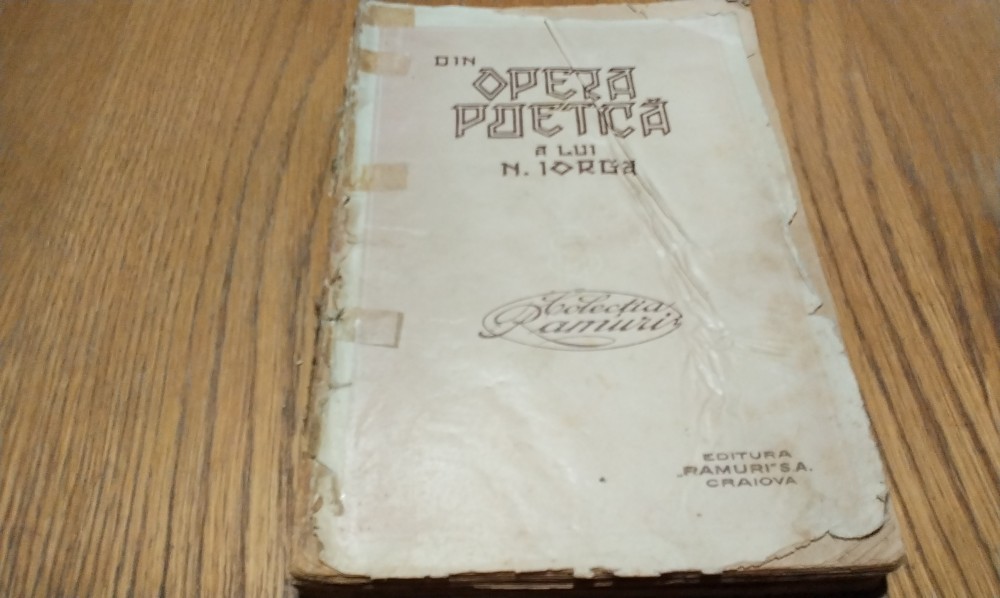 DIN
OPERA
POETICĂ
A LUI
N. IORGA
Colecția
Ramuri
EDITURA
„RAMURI" S.A.
CRAIOVA